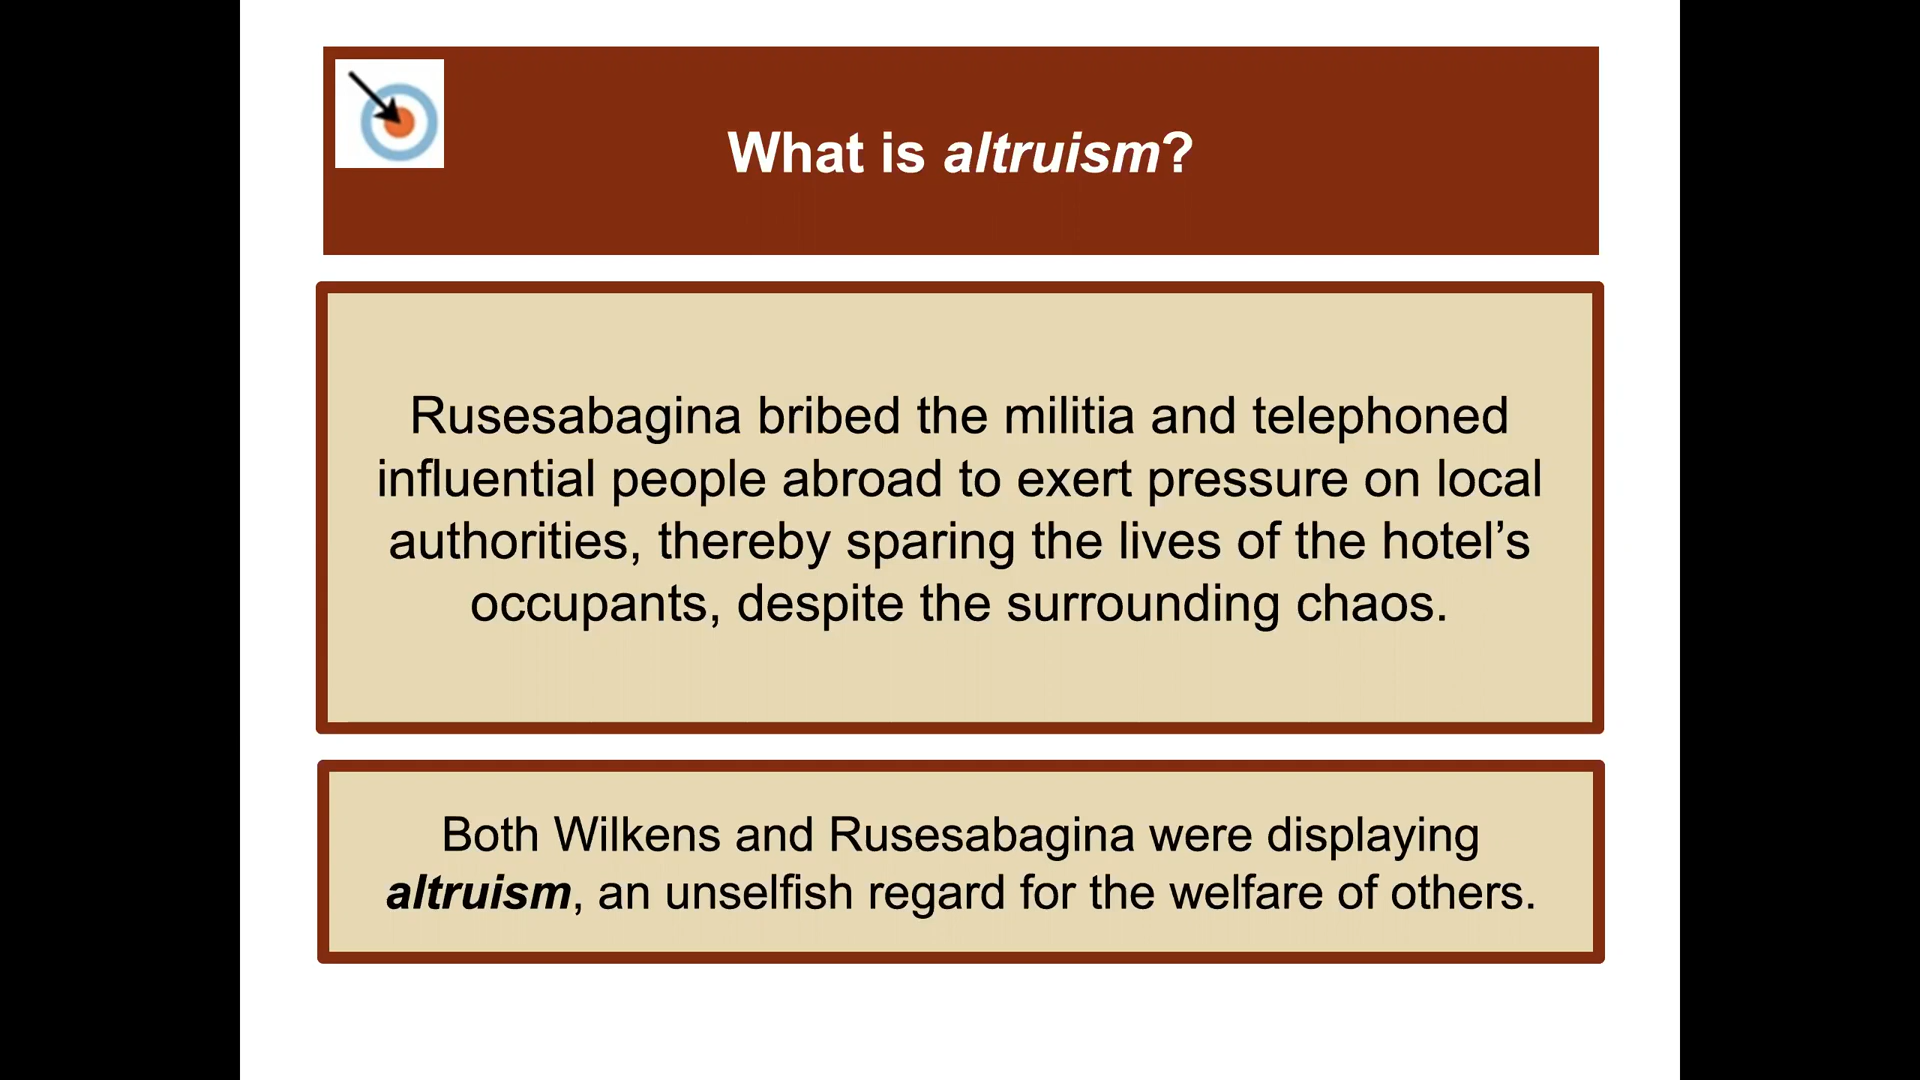 What is altruism?
Rusesabagina bribed the militia and telephoned
influential people abroad to exert pressure on local
authorities, thereby sparing the lives of the hotel’s
occupants, despite the surrounding chaos.
Both Wilkens and Rusesabagina were displaying
altruism, an unselfish regard for the welfare of others.